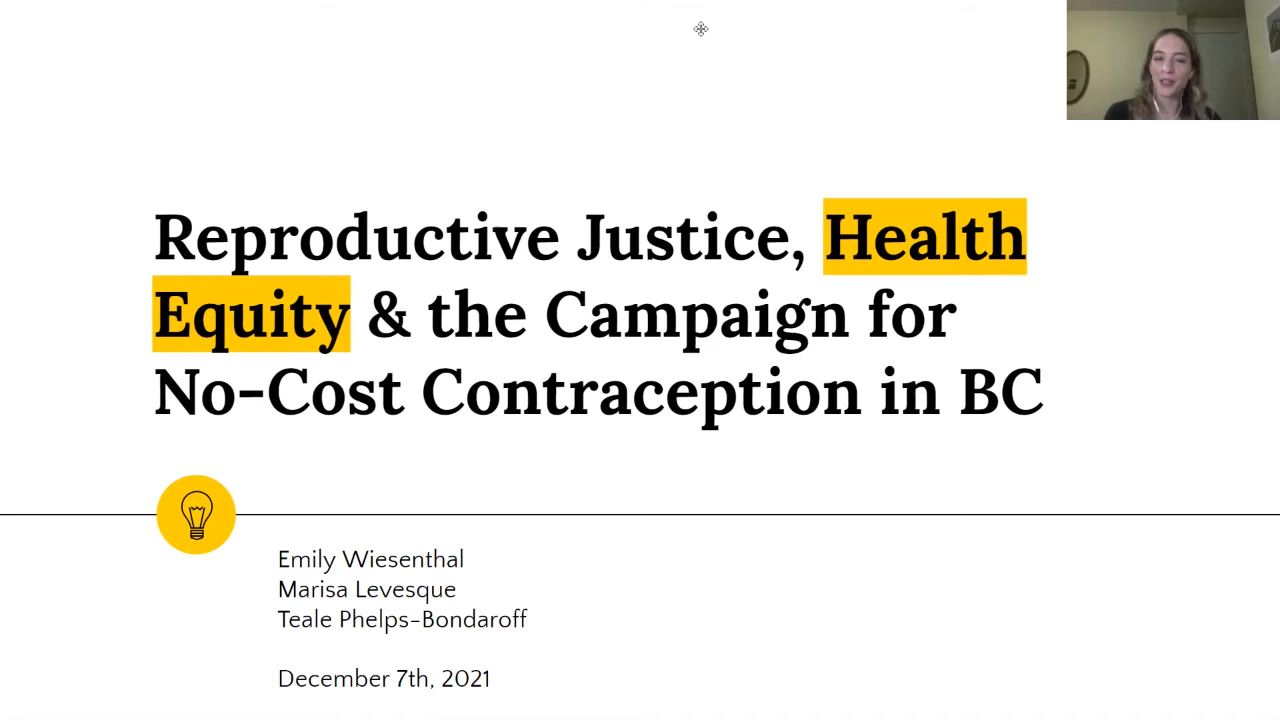 Reproductive Justice, Health
Equity & the Campaign for
No-Cost Contraception in BC
Emily Wiesenthal
Marisa Levesque
Teale Phelps-Bondaroff
December 7th, 2021